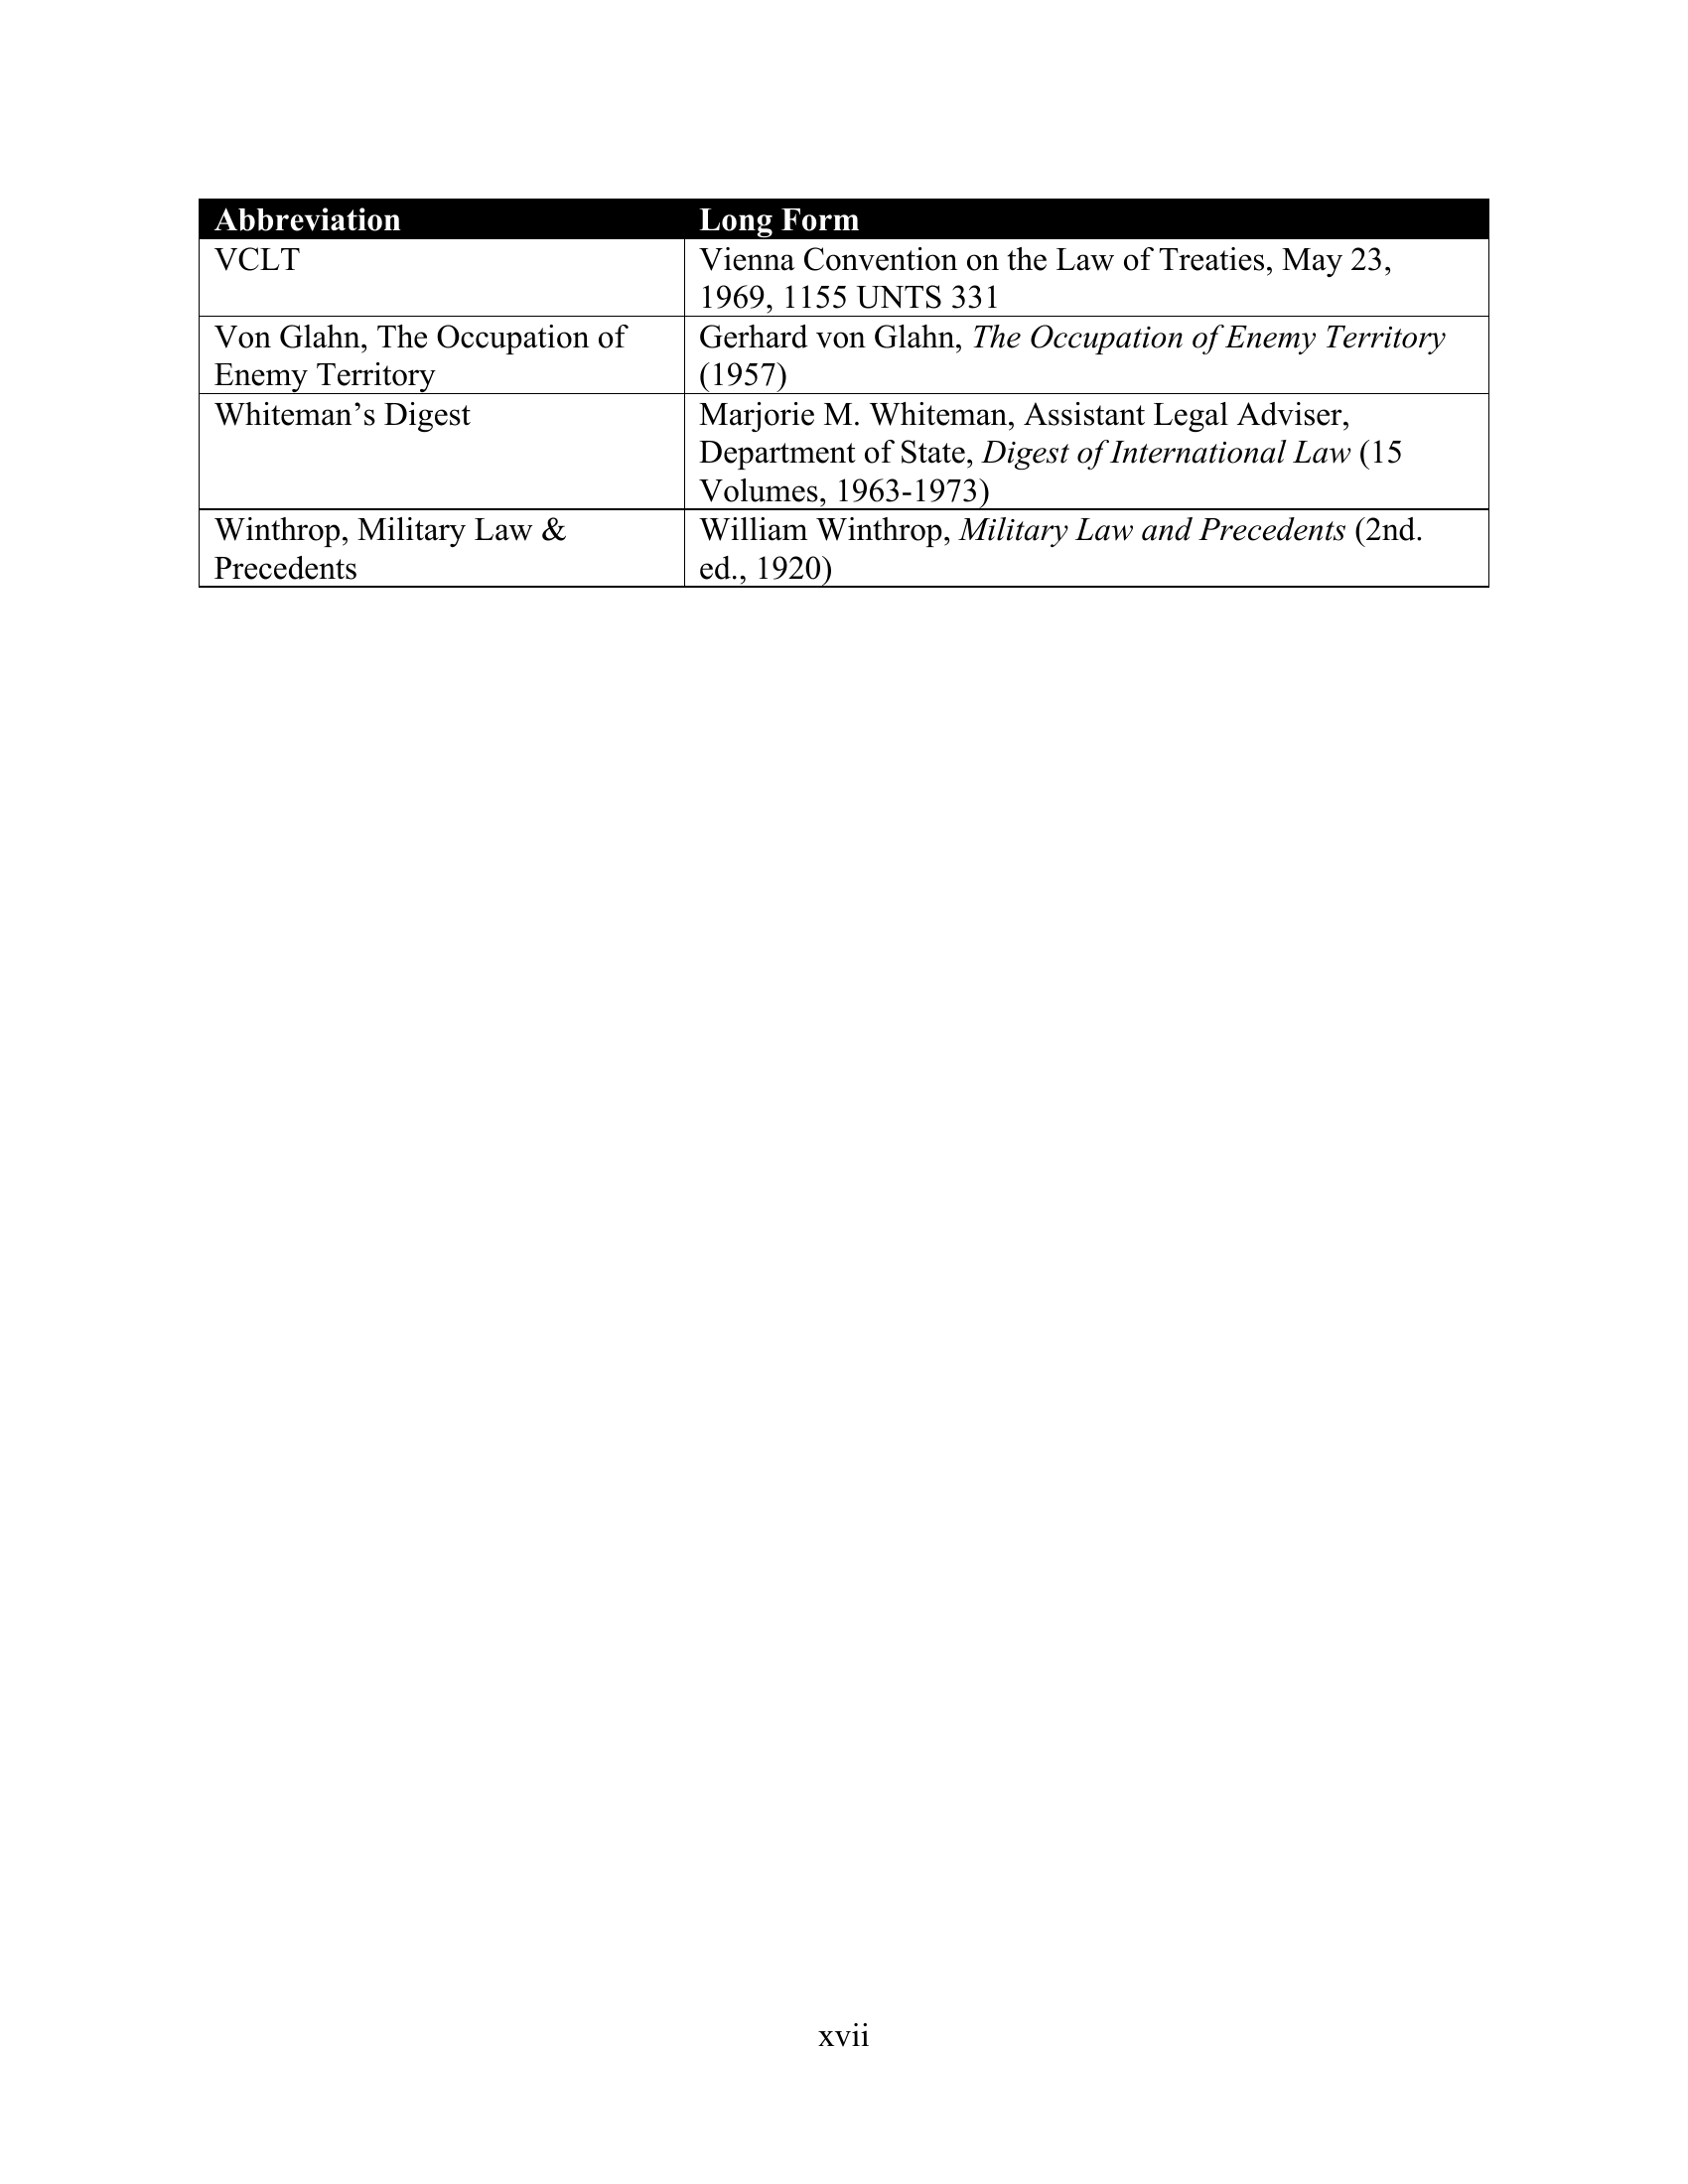 Abbreviation Long Form
VCLT Vienna Convention on the Law of Treaties, May 23,
1969, 1155 UNTS 331
Von Glahn, The Occupation of Gerhard von Glahn, The Occupation of Enemy Territory
Enemy Territory (1957)
Whiteman’s Digest Marjorie M. Whiteman, Assistant Legal Adviser,
Department of State, Digest of International Law (15
Volumes, 1963-1973)
Winthrop, Military Law & William Winthrop, Military Law and Precedents (2nd.
Precedents ed., 1920)
xvii